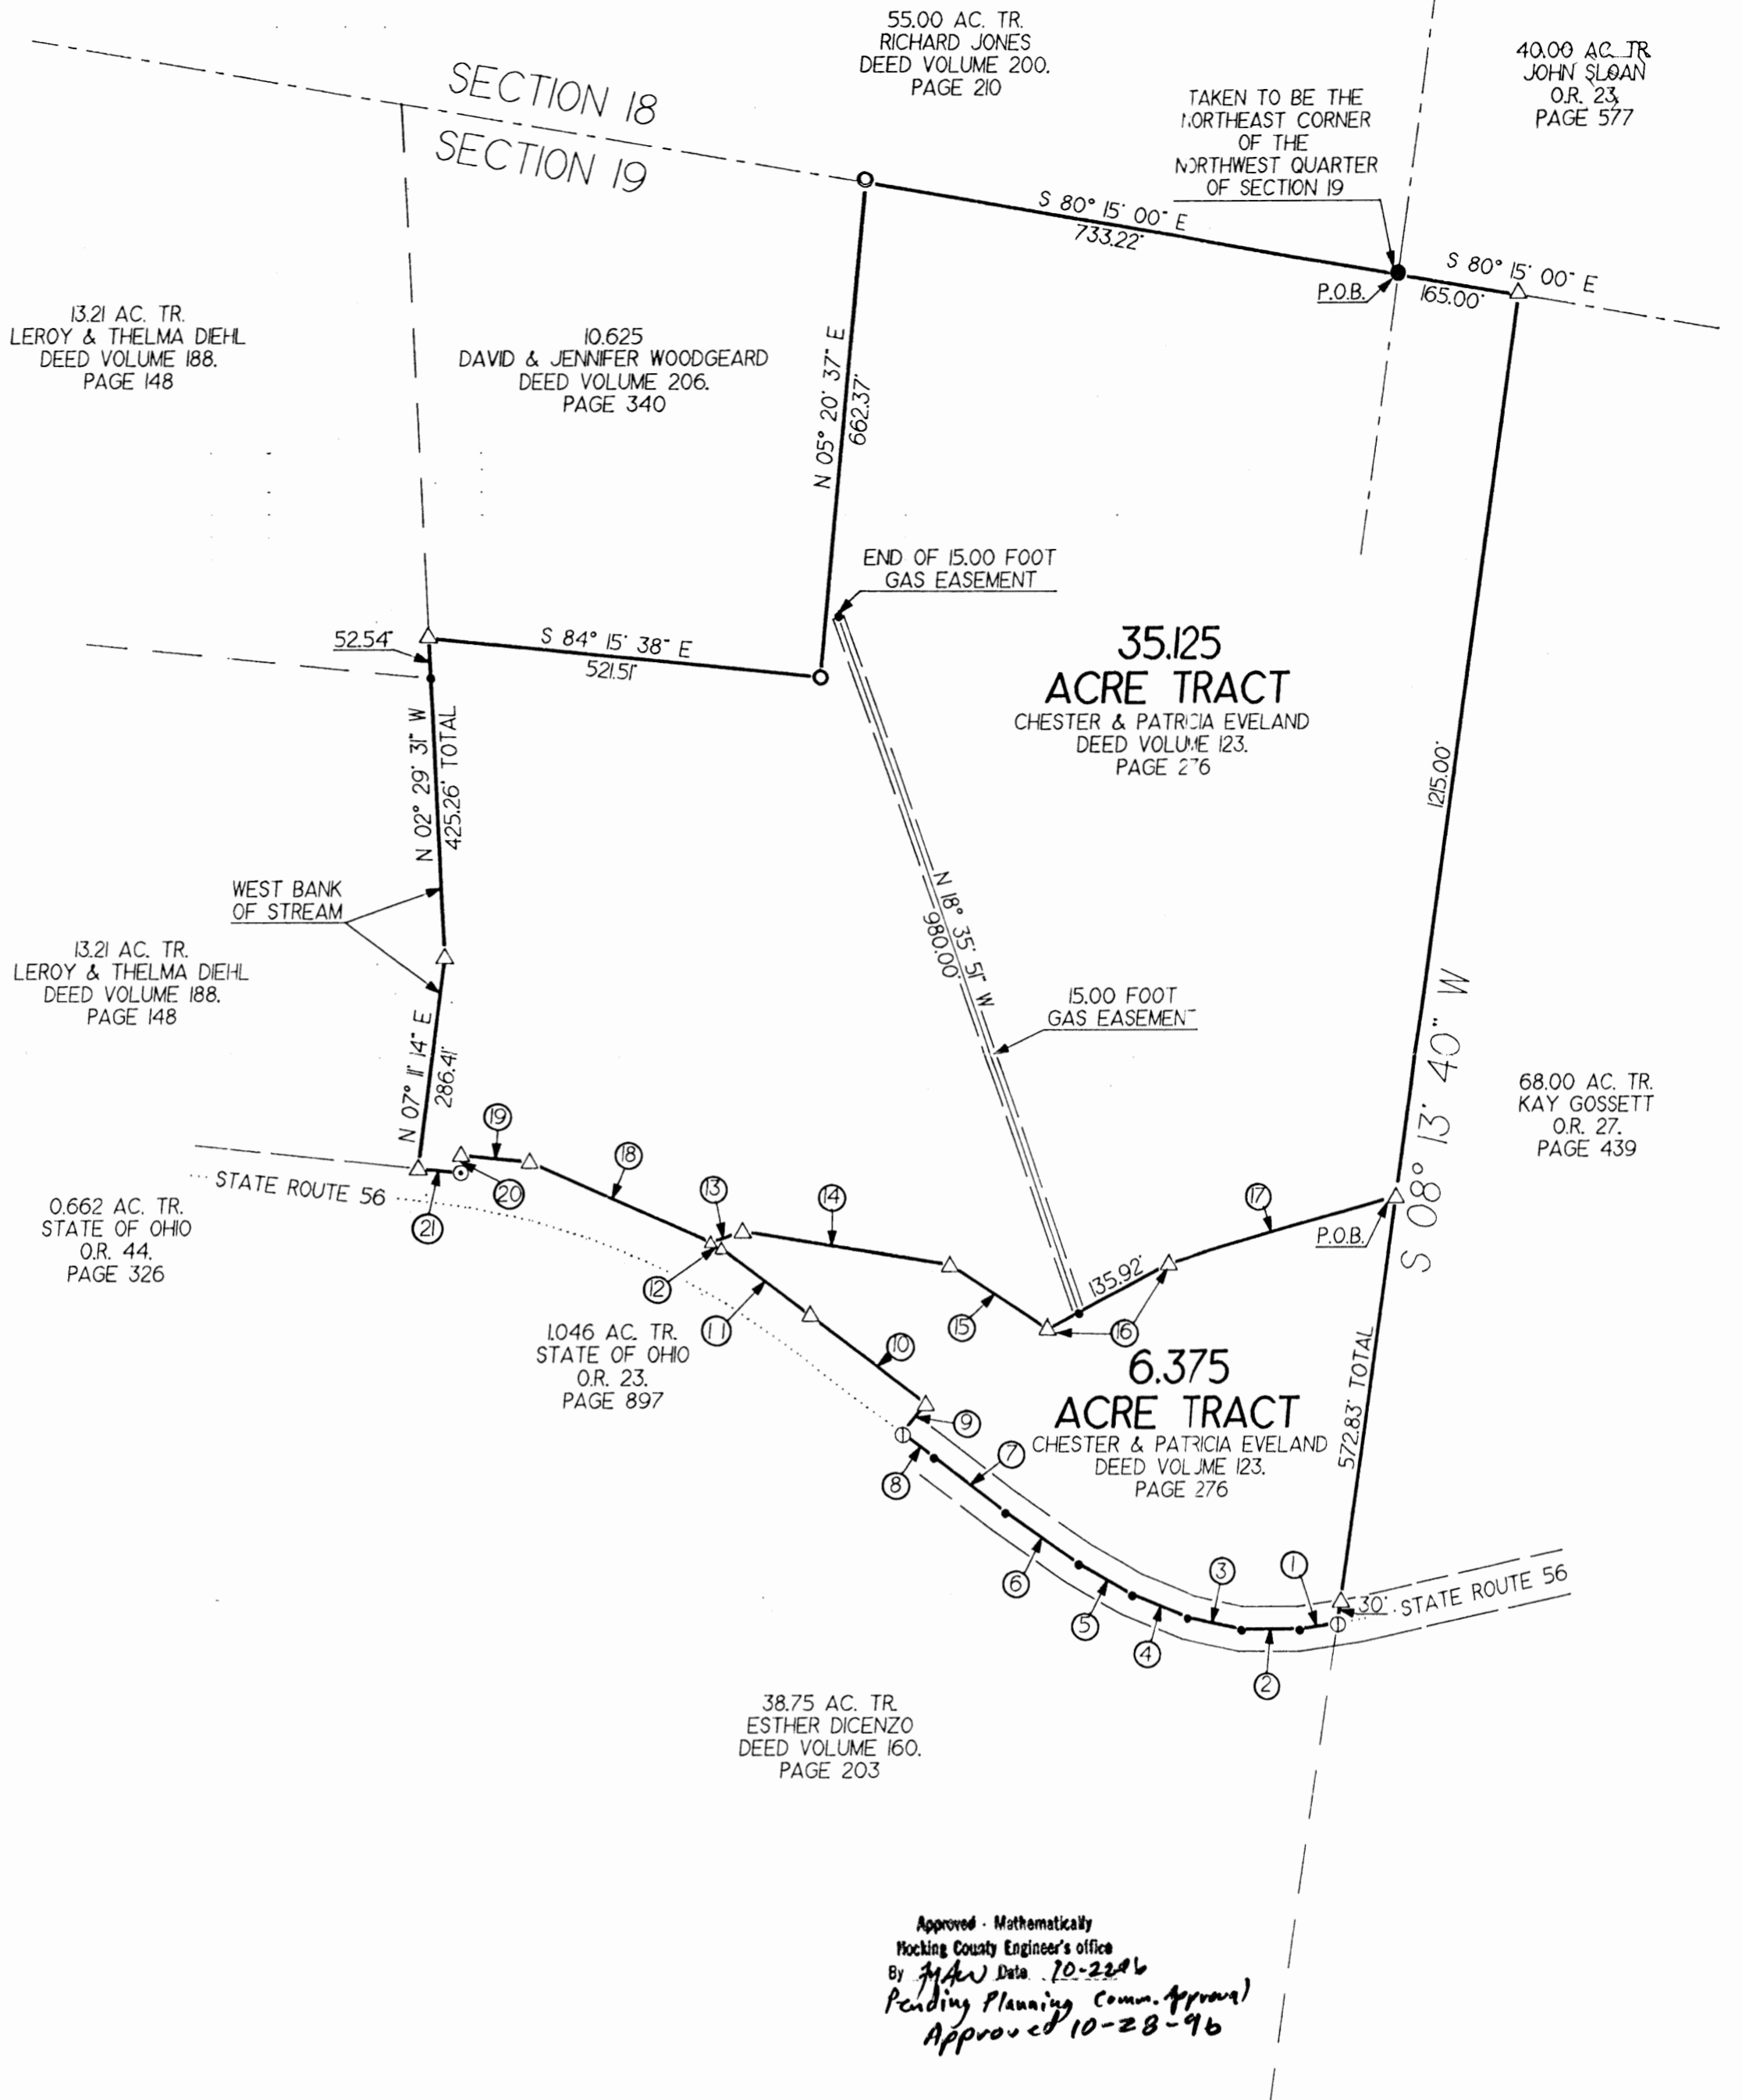 55.00 AC. TR.
RICHARD JONES
DEED VOLUME 200.
PAGE 210
40.00 AC. TR
JOHN SLOAN
O.R. 23,
PAGE 577
SECTION 18
SECTION 19
TAKEN TO BE THE
NORTHEAST CORNER
OF THE
NORTHWEST QUARTER
OF SECTION 19
S 80° 15' 00" E
733.22'
P.O.B.
S 80° 15' 00" E
165.00'
13.21 AC. TR.
LEROY & THELMA DIEHL
DEED VOLUME 188.
PAGE 148
10.625
DAVID & JENNIFER WOODGEARD
DEED VOLUME 206.
PAGE 340
N 05° 20' 37" E
662.37'
END OF 15.00 FOOT
GAS EASEMENT
52.54'
S 84° 15' 38" E
521.51'
35.125
ACRE TRACT
CHESTER & PATRICIA EVELAND
DEED VOLUME 123.
PAGE 276
N 02° 29' 31" W
425.26' TOTAL
1215.00'
WEST BANK
OF STREAM
N 18° 35' 51" W
980.00'
13.21 AC. TR.
LEROY & THELMA DIEHL
DEED VOLUME 188.
PAGE 148
15.00 FOOT
GAS EASEMENT
S 08° 13' 40" W
N 07° 11' 14" E
286.41'
68.00 AC. TR.
KAY GOSSETT
O.R. 27.
PAGE 439
19
18
20
21
STATE ROUTE 56
13
14
17
P.O.B.
0.662 AC. TR.
STATE OF OHIO
O.R. 44.
PAGE 326
12
11
15
135.92'
16
1.046 AC. TR.
STATE OF OHIO
O.R. 23.
PAGE 897
10
6.375
ACRE TRACT
CHESTER & PATRICIA EVELAND
DEED VOLUME 123.
PAGE 276
572.83' TOTAL
9
7
8
6
5
4
3
1
2
30'
STATE ROUTE 56
38.75 AC. TR.
ESTHER DICENZO
DEED VOLUME 160.
PAGE 203
Approved - Mathematically
Hocking County Engineer's office
By Date 10-22-96
Pending Planning Comm. Approval
Approved 10-28-96